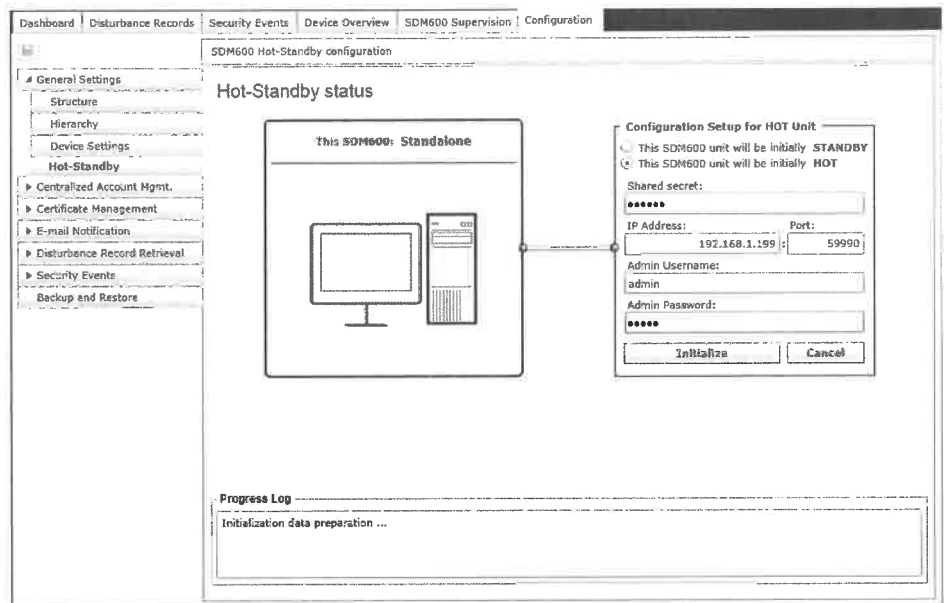 Dashboard Disturbance Records Security Events Device Overview SDM600 Supervision Configuration
SDM600 Hot-Standby configuration
General Settings
Structure
Hierarchy
Device Settings
Hot-Standby
Centralized Account Mgmt.
Certificate Management
E-mail Notification
Disturbance Record Retrieval
Security Events
Backup and Restore
Hot-Standby status
This SDM600: Standalone
Configuration Setup for HOT Unit
This SDM600 unit will be initially STANDBY
This SDM600 unit will be initially HOT
Shared secret:
••••••
IP Address: Port:
192.168.1.199 : 59990
Admin Username:
admin
Admin Password:
•••••
Initialize Cancel
Progress Log
Initialization data preparation ...